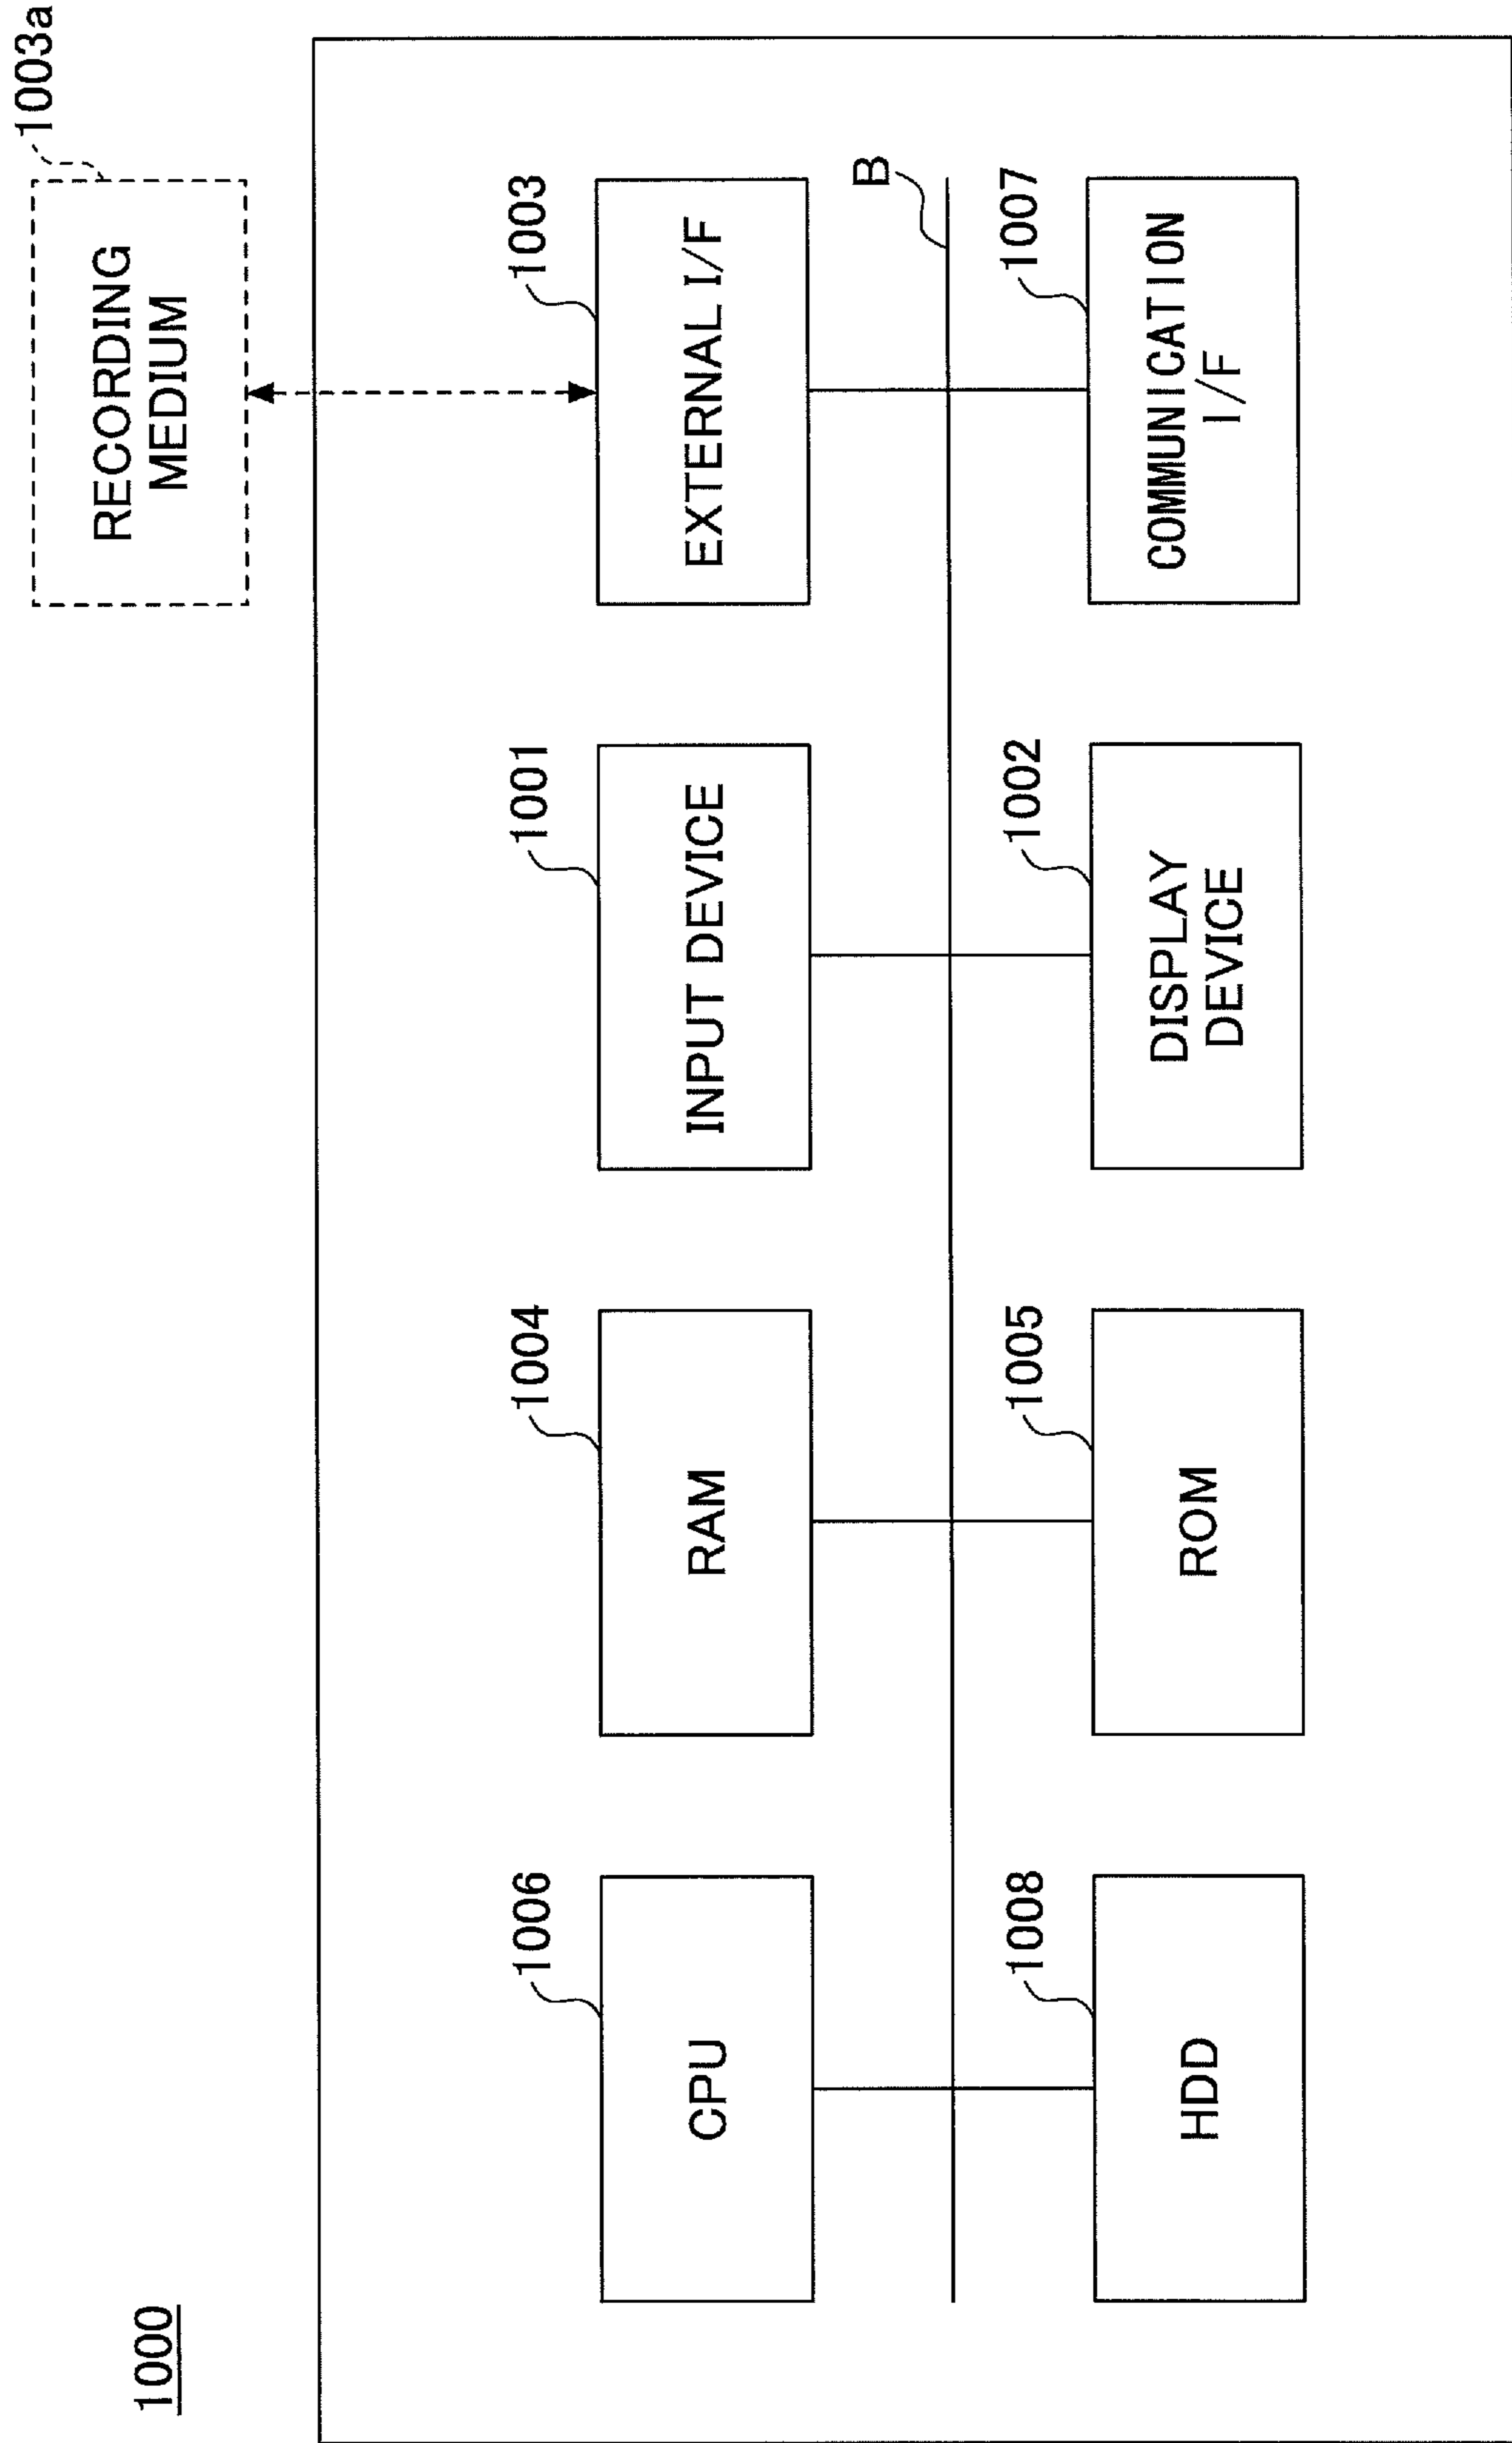 1000
1003a
RECORDING
MEDIUM
1006
CPU
1004
RAM
1001
INPUT DEVICE
1003
EXTERNAL I/F
B
1008
HDD
1005
ROM
1002
DISPLAY
DEVICE
1007
COMMUNICATION
I/F